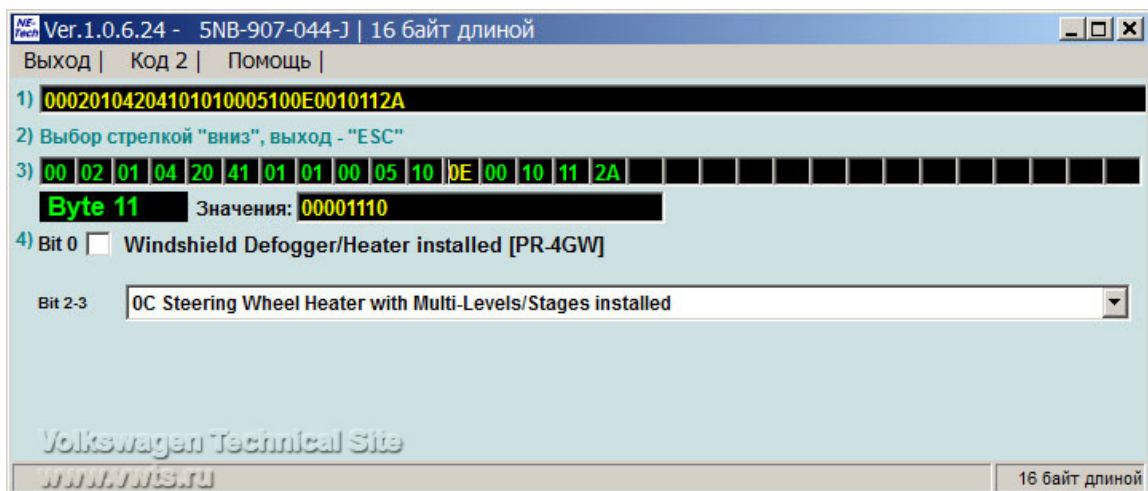 NE-Tech Ver.1.0.6.24 - 5NB-907-044-J | 16 байт длиной
Выход | Код 2 | Помощь |
1) 00020104204101010005100E0010112A
2) Выбор стрелкой "вниз", выход - "ESC"
3) 00 02 01 04 20 41 01 01 00 05 10 0E 00 10 11 2A
Byte 11 Значения: 00001110
4) Bit 0 Windshield Defogger/Heater installed [PR-4GW]
Bit 2-3 0C Steering Wheel Heater with Multi-Levels/Stages installed
Volkswagen Technical Site
www.vwts.ru 16 байт длиной